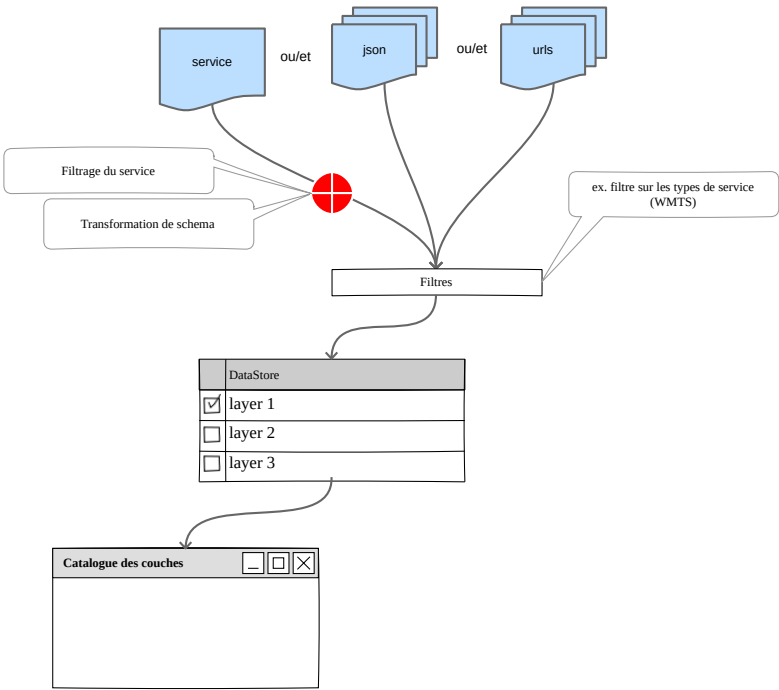 service
ou/et
json
ou/et
urls
Filtrage du service
Transformation de schema
ex. filtre sur les types de service
(WMTS)
Filtres
DataStore
layer 1
layer 2
layer 3
Catalogue des couches